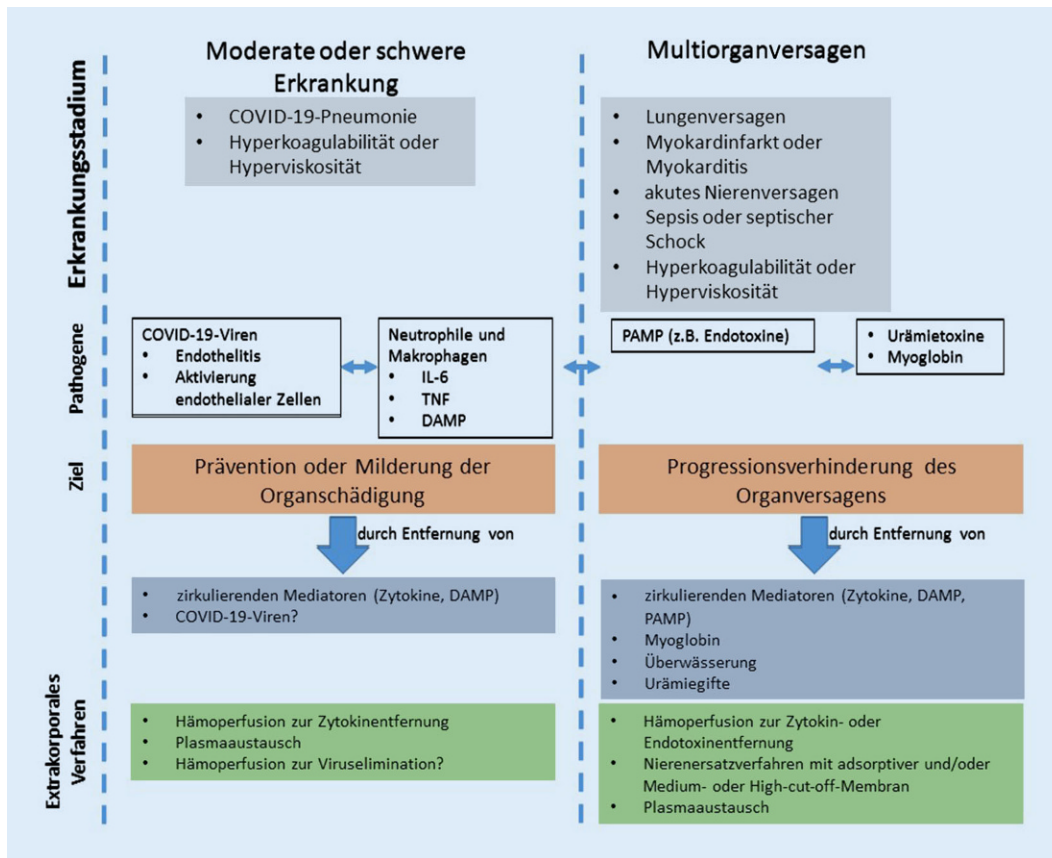 Erkrankungsstadium
Moderate oder schwere
Erkrankung
• COVID-19-Pneumonie
• Hyperkoagulabilität oder
Hyperviskosität
Multiorganversagen
• Lungenversagen
• Myokardinfarkt oder
Myokarditis
• akutes Nierenversagen
• Sepsis oder septischer
Schock
• Hyperkoagulabilität oder
Hyperviskosität
Pathogene
COVID-19-Viren
• Endothelitis
• Aktivierung
endothelialer Zellen
Neutrophile und
Makrophagen
• IL-6
• TNF
• DAMP
PAMP (z.B. Endotoxine)
• Urämietoxine
• Myoglobin
Ziel
Prävention oder Milderung der
Organschädigung
Progressionsverhinderung des
Organversagens
durch Entfernung von
durch Entfernung von
• zirkulierenden Mediatoren (Zytokine, DAMP)
• COVID-19-Viren?
• zirkulierenden Mediatoren (Zytokine, DAMP,
PAMP)
• Myoglobin
• Überwässerung
• Urämiegifte
Extrakorporales
Verfahren
• Hämoperfusion zur Zytokinentfernung
• Plasmaaustausch
• Hämoperfusion zur Viruselimination?
• Hämoperfusion zur Zytokin- oder
Endotoxinentfernung
• Nierenersatzverfahren mit adsorptiver und/oder
Medium- oder High-cut-off-Membran
• Plasmaaustausch